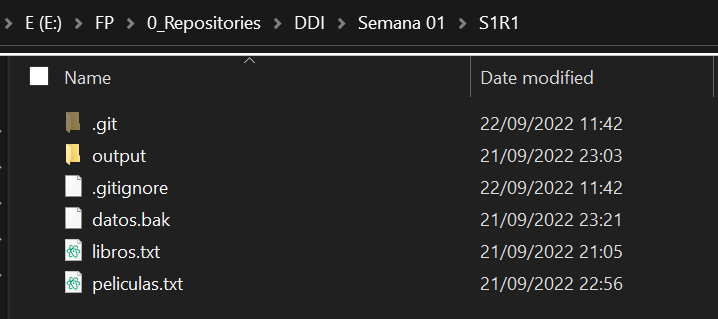 E (E:) > FP > 0_Repositories > DDI > Semana 01 > S1R1
Name Date modified
.git 22/09/2022 11:42
output 21/09/2022 23:03
.gitignore 22/09/2022 11:42
datos.bak 21/09/2022 23:21
libros.txt 21/09/2022 21:05
peliculas.txt 21/09/2022 22:56